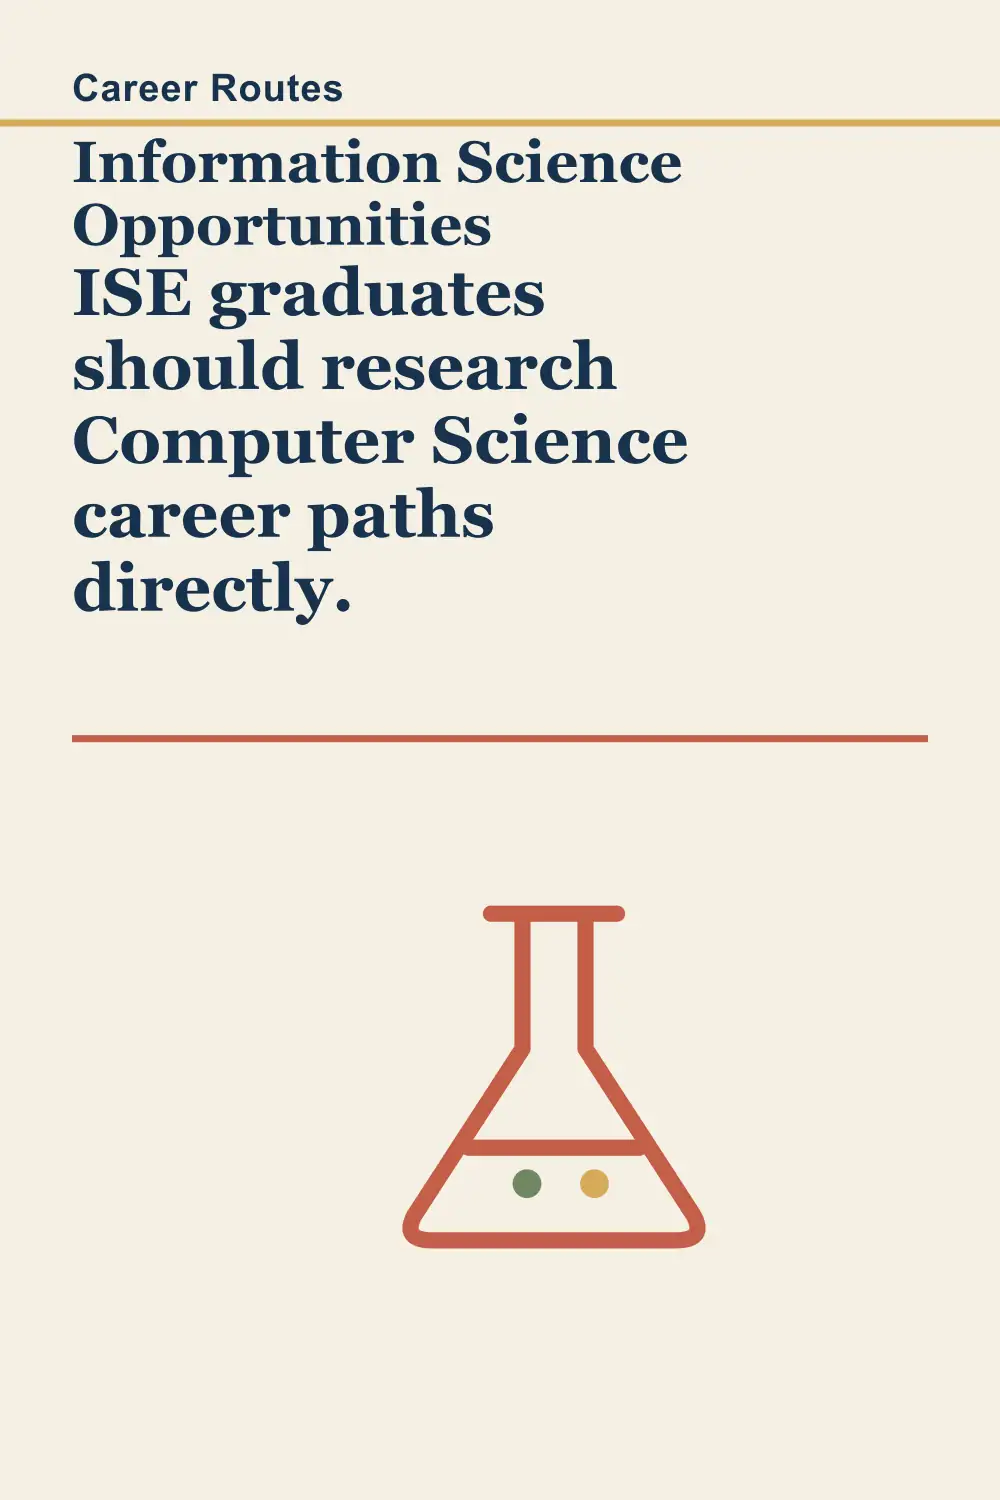 Career Routes
Information Science
Opportunities
ISE graduates
should research
Computer Science
career paths
directly.